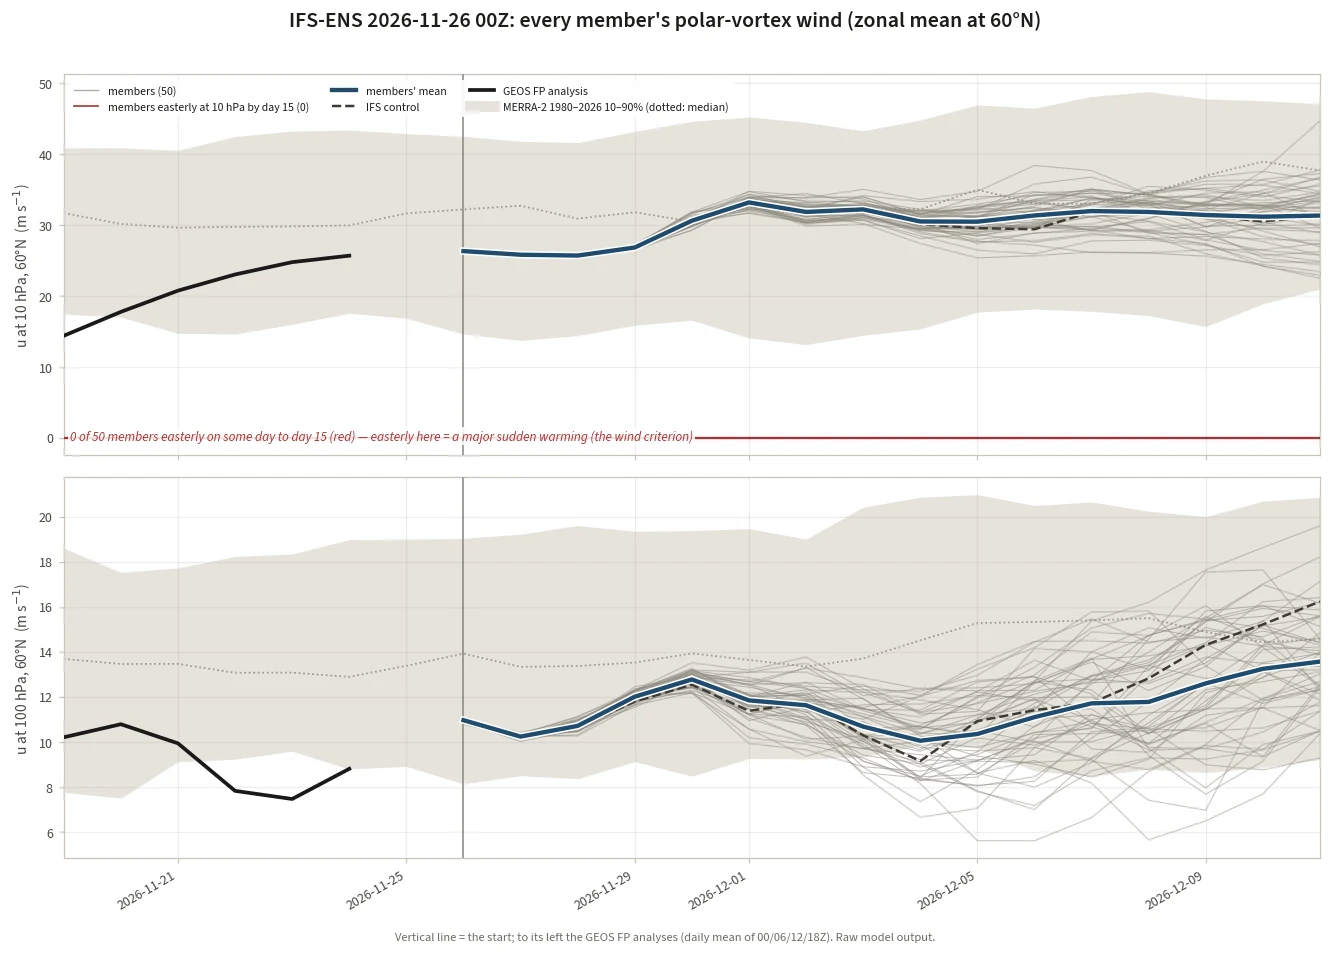 IFS-ENS 2026-11-26 00Z: every member's polar-vortex wind (zonal mean at 60°N)
members (50)
members' mean
GEOS FP analysis
members easterly at 10 hPa by day 15 (0)
IFS control
MERRA-2 1980–2026 10–90% (dotted: median)
u at 10 hPa, 60°N (m s⁻¹)
50
40
30
20
10
0
0 of 50 members easterly on some day to day 15 (red) — easterly here = a major sudden warming (the wind criterion)
u at 100 hPa, 60°N (m s⁻¹)
20
18
16
14
12
10
8
6
2026-11-21
2026-11-25
2026-11-29
2026-12-01
2026-12-05
2026-12-09
Vertical line = the start; to its left the GEOS FP analyses (daily mean of 00/06/12/18Z). Raw model output.